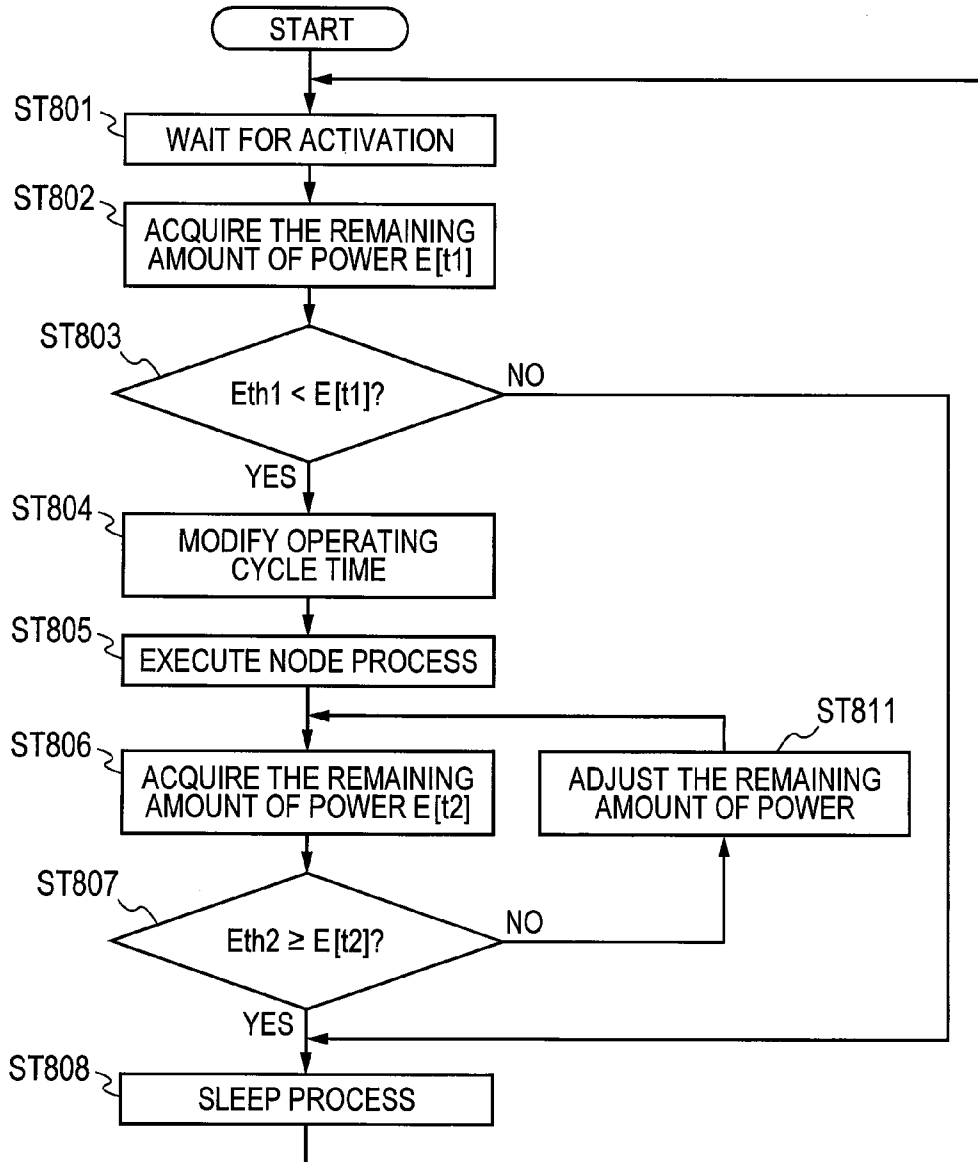 START
ST801
WAIT FOR ACTIVATION
ST802
ACQUIRE THE REMAINING
AMOUNT OF POWER E[t1]
ST803
Eth1 < E[t1]?
NO
YES
ST804
MODIFY OPERATING
CYCLE TIME
ST805
EXECUTE NODE PROCESS
ST806
ACQUIRE THE REMAINING
AMOUNT OF POWER E[t2]
ST811
ADJUST THE REMAINING
AMOUNT OF POWER
ST807
Eth2 ≥ E[t2]?
NO
YES
ST808
SLEEP PROCESS